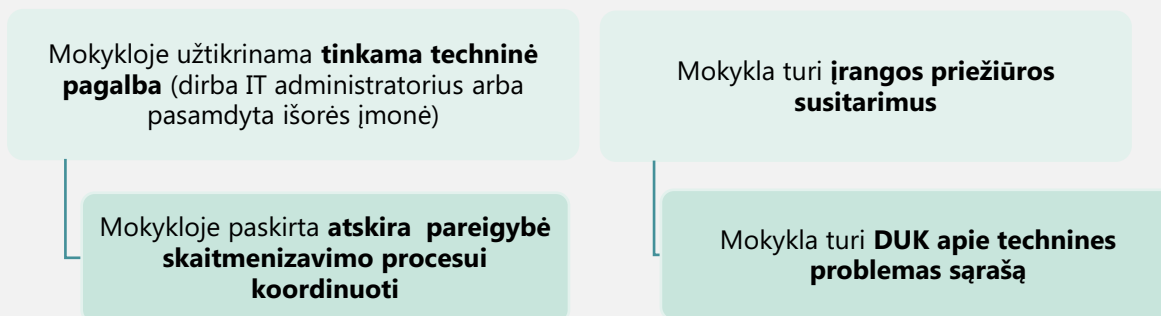 Mokykloje užtikrinama tinkama techninė
pagalba (dirba IT administratorius arba
pasamdyta išorės įmonė)
Mokykloje paskirta atskira pareigybė
skaitmenizavimo procesui
koordinuoti
Mokykla turi įrangos priežiūros
susitarimus
Mokykla turi DUK apie technines
problemas sąrašą